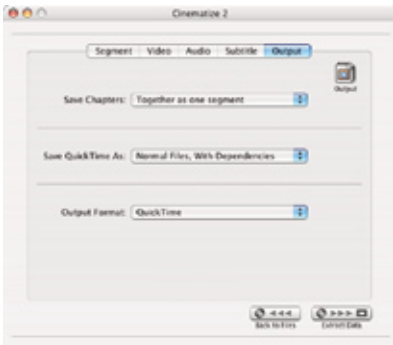 Cinematize 2
Segment Video Audio Subtitle Output
Output
Save Chapters: Together as one segment
Save QuickTime As: Normal Files, With Dependencies
Output Format: QuickTime
Back to Files Extract Data